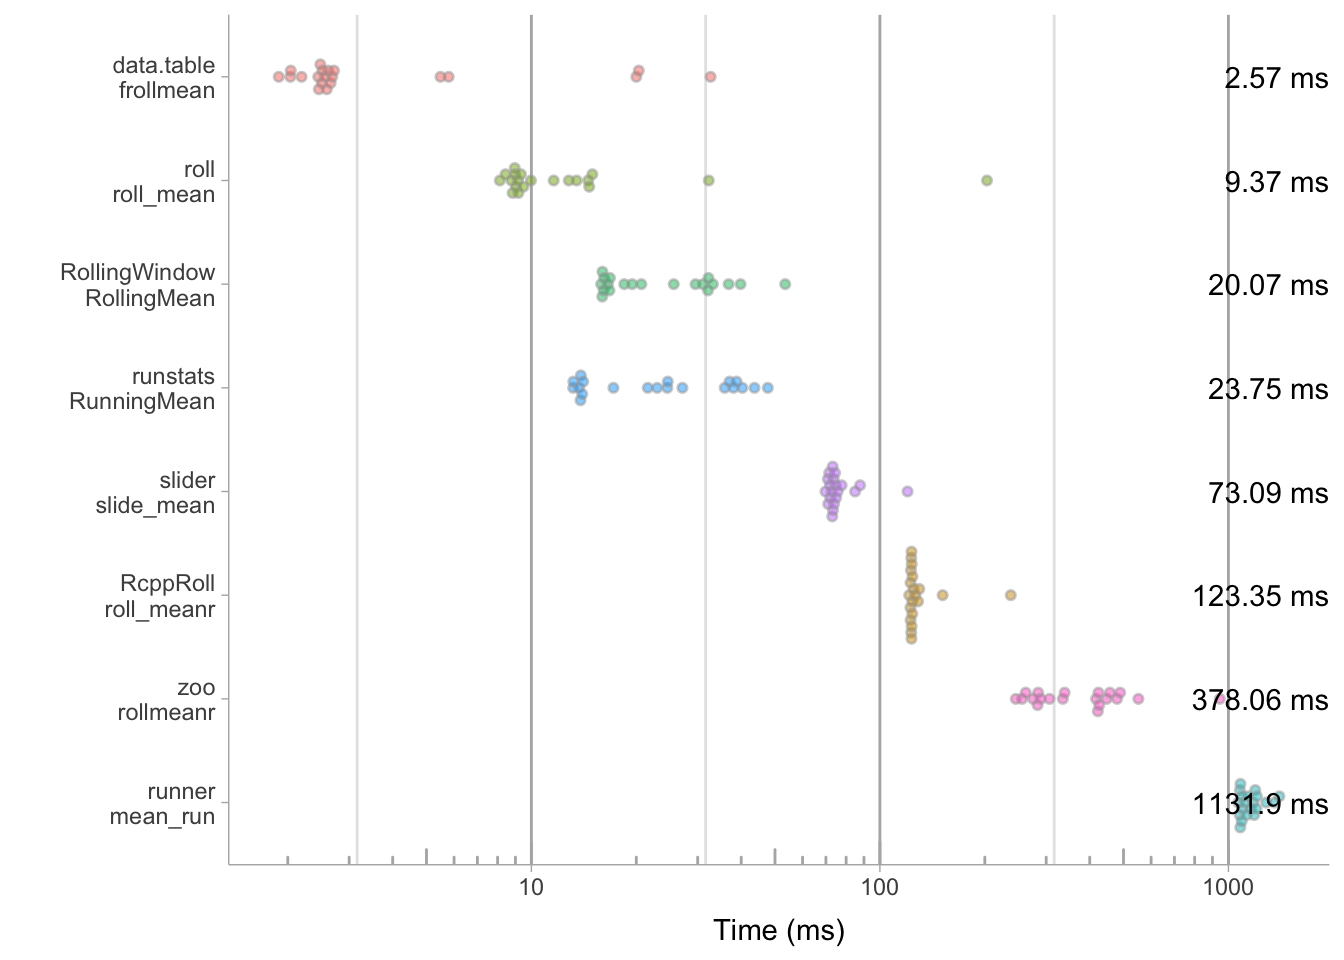 data.table
frollmean
2.57 ms
roll
roll_mean
9.37 ms
RollingWindow
RollingMean
20.07 ms
runstats
RunningMean
23.75 ms
slider
slide_mean
73.09 ms
RcppRoll
roll_meanr
123.35 ms
zoo
rollmeanr
378.06 ms
runner
mean_run
1131.9 ms
10
100
1000
Time (ms)